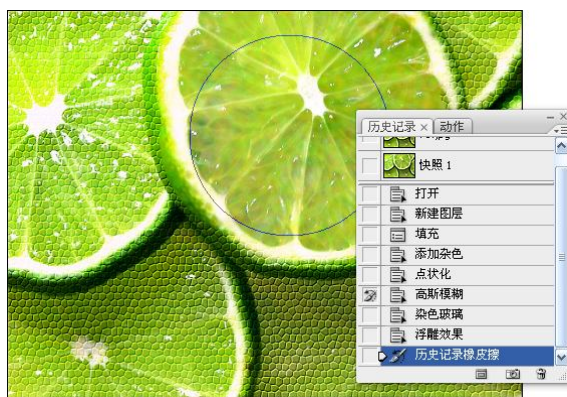 历史记录 × 动作
快照 1
打开
新建图层
填充
添加杂色
点状化
高斯模糊
染色玻璃
浮雕效果
历史记录橡皮擦